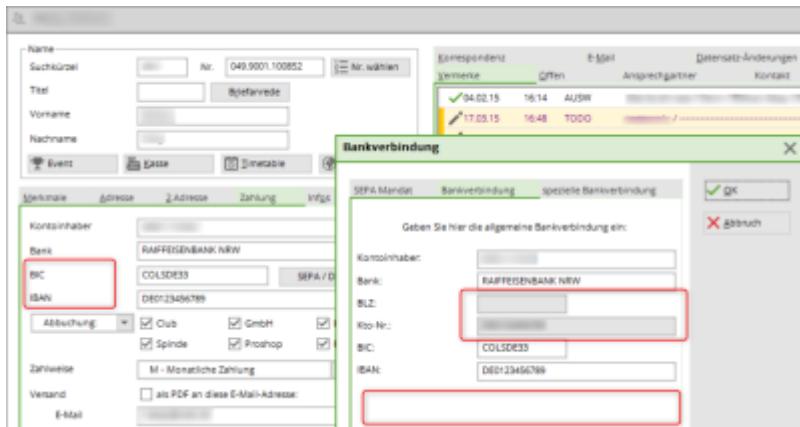 Name
Suchkürzel
Nr. 049.9001.100852
Nr. wählen
Titel
Briefanrede
Vorname
Nachname
Event
Kasse
Timetable
Merkmale Adresse 2.Adresse Zahlung Infos
Kontoinhaber
Bank RAIFFEISENBANK NRW
BIC COLSDE33
SEPA / D
IBAN DE0123456789
Abbuchung:
Club GmbH
Spinde Proshop
Zahlweise M - Monatliche Zahlung
Versand als PDF an diese E-Mail-Adresse:
E-Mail
Korrespondenz E-Mail Datensatz-Änderungen
Vermerke Offen Ansprechpartner Kontakt
04.02.15 16:14 AUSW
17.03.15 16:48 TODO
Bankverbindung
SEPA Mandat Bankverbindung spezielle Bankverbindung
OK
Abbruch
Geben Sie hier die allgemeine Bankverbindung ein:
Kontoinhaber:
Bank: RAIFFEISENBANK NRW
BLZ:
Kto-Nr.:
BIC: COLSDE33
IBAN: DE0123456789